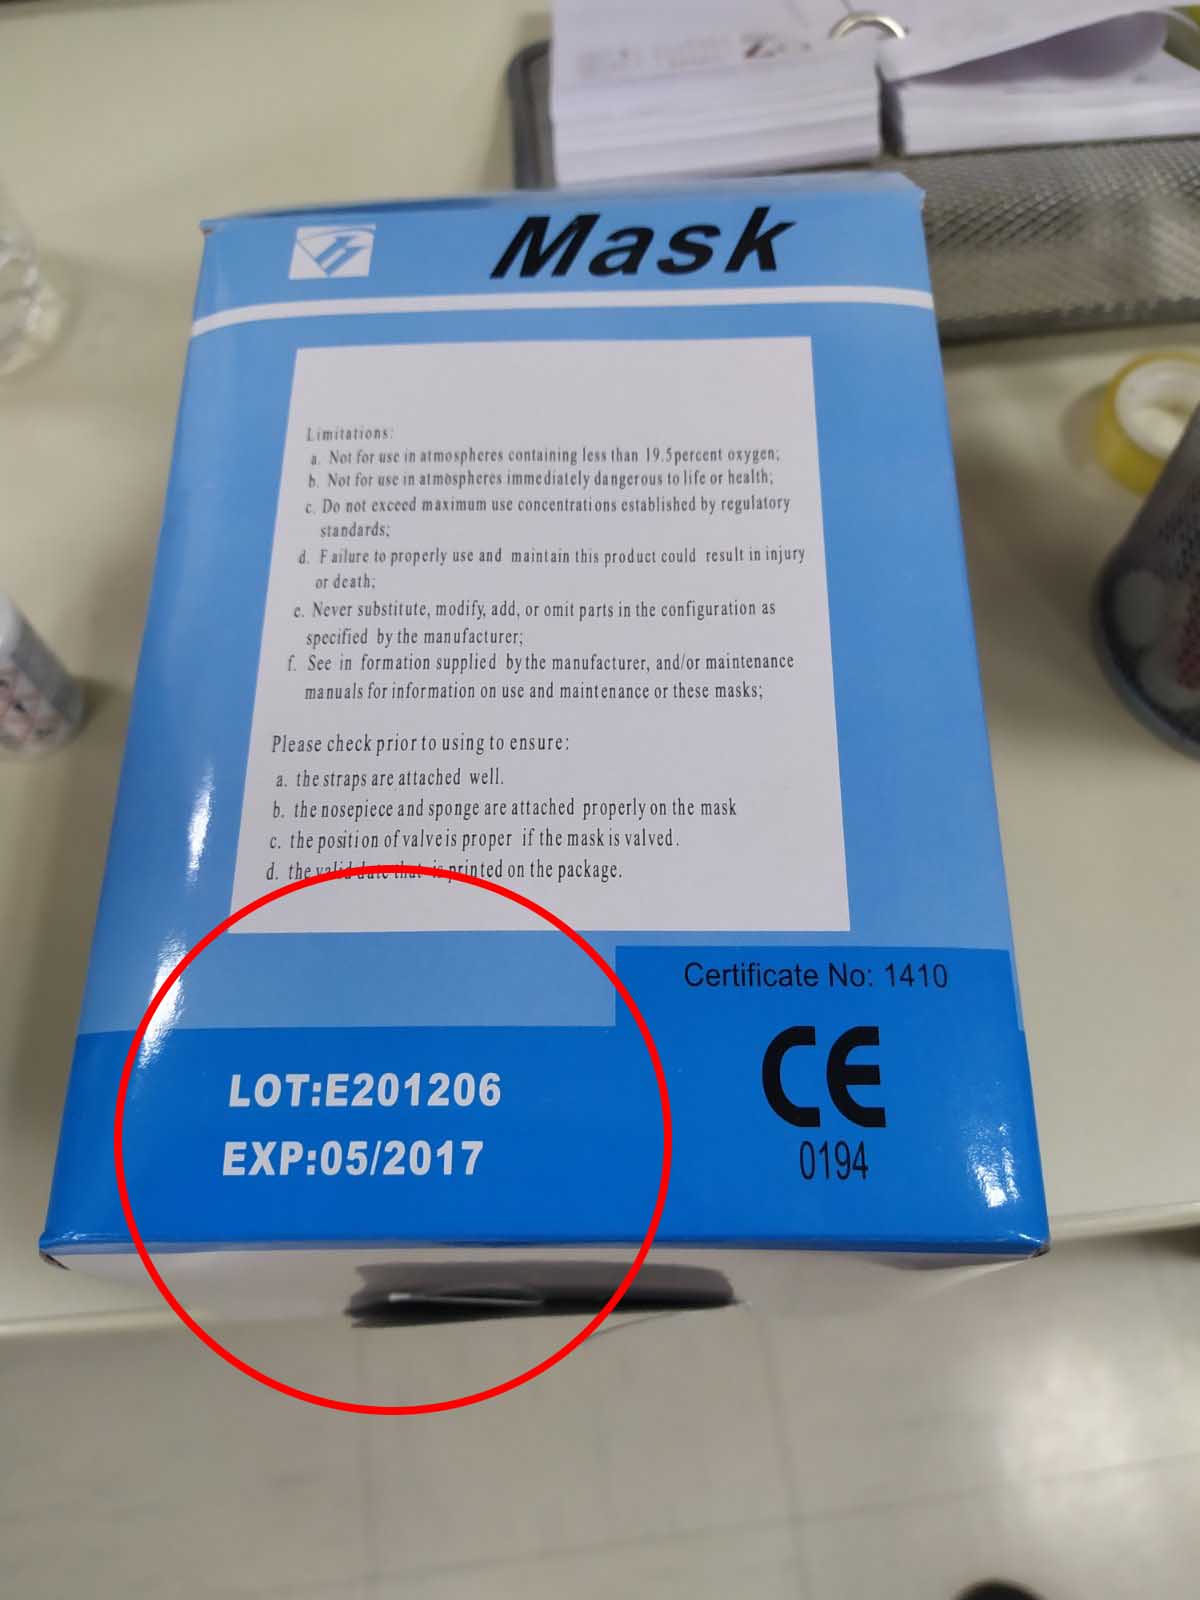 Mask
Limitations:
a. Not for use in atmospheres containing less than 19.5percent oxygen;
b. Not for use in atmospheres immediately dangerous to life or health;
c. Do not exceed maximum use concentrations established by regulatory
standards;
d. Failure to properly use and maintain this product could result in injury
or death;
e. Never substitute, modify, add, or omit parts in the configuration as
specified by the manufacturer;
f. See in formation supplied by the manufacturer, and/or maintenance
manuals for information on use and maintenance or these masks;
Please check prior to using to ensure:
a. the straps are attached well.
b. the nosepiece and sponge are attached properly on the mask
c. the position of valve is proper if the mask is valved.
d. the valid date that is printed on the package.
Certificate No: 1410
CE
0194
LOT:E201206
EXP:05/2017